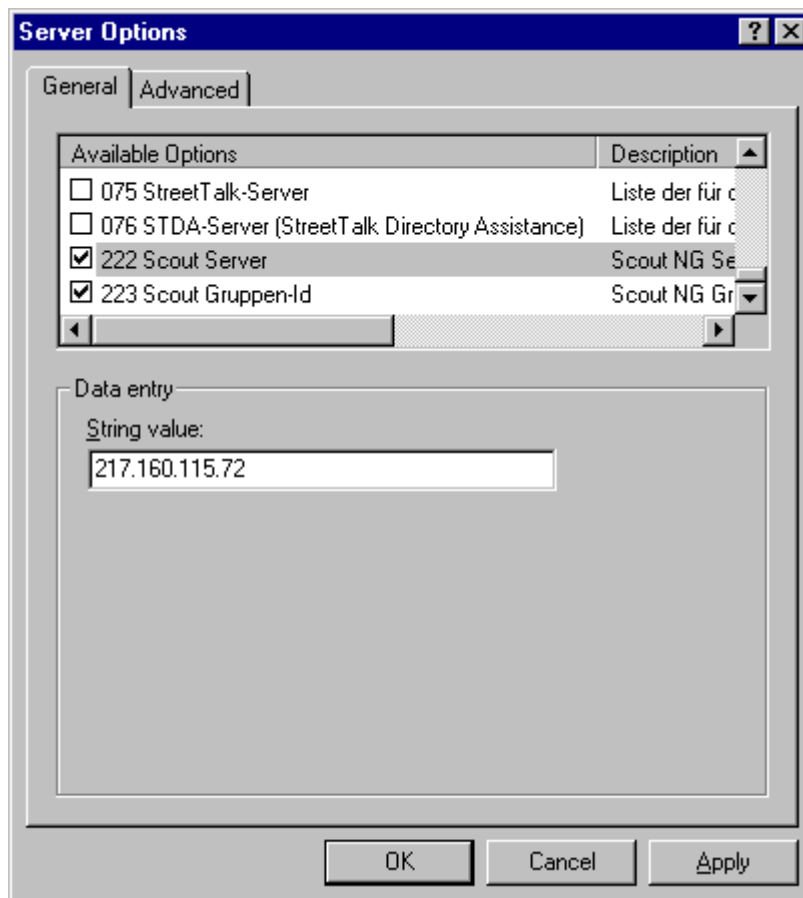 Server Options
General Advanced
Available Options Description
075 StreetTalk-Server Liste der für d
076 STDA-Server (StreetTalk Directory Assistance) Liste der für d
222 Scout Server Scout NG Se
223 Scout Gruppen-Id Scout NG Gr
Data entry
String value:
217.160.115.72
OK Cancel Apply